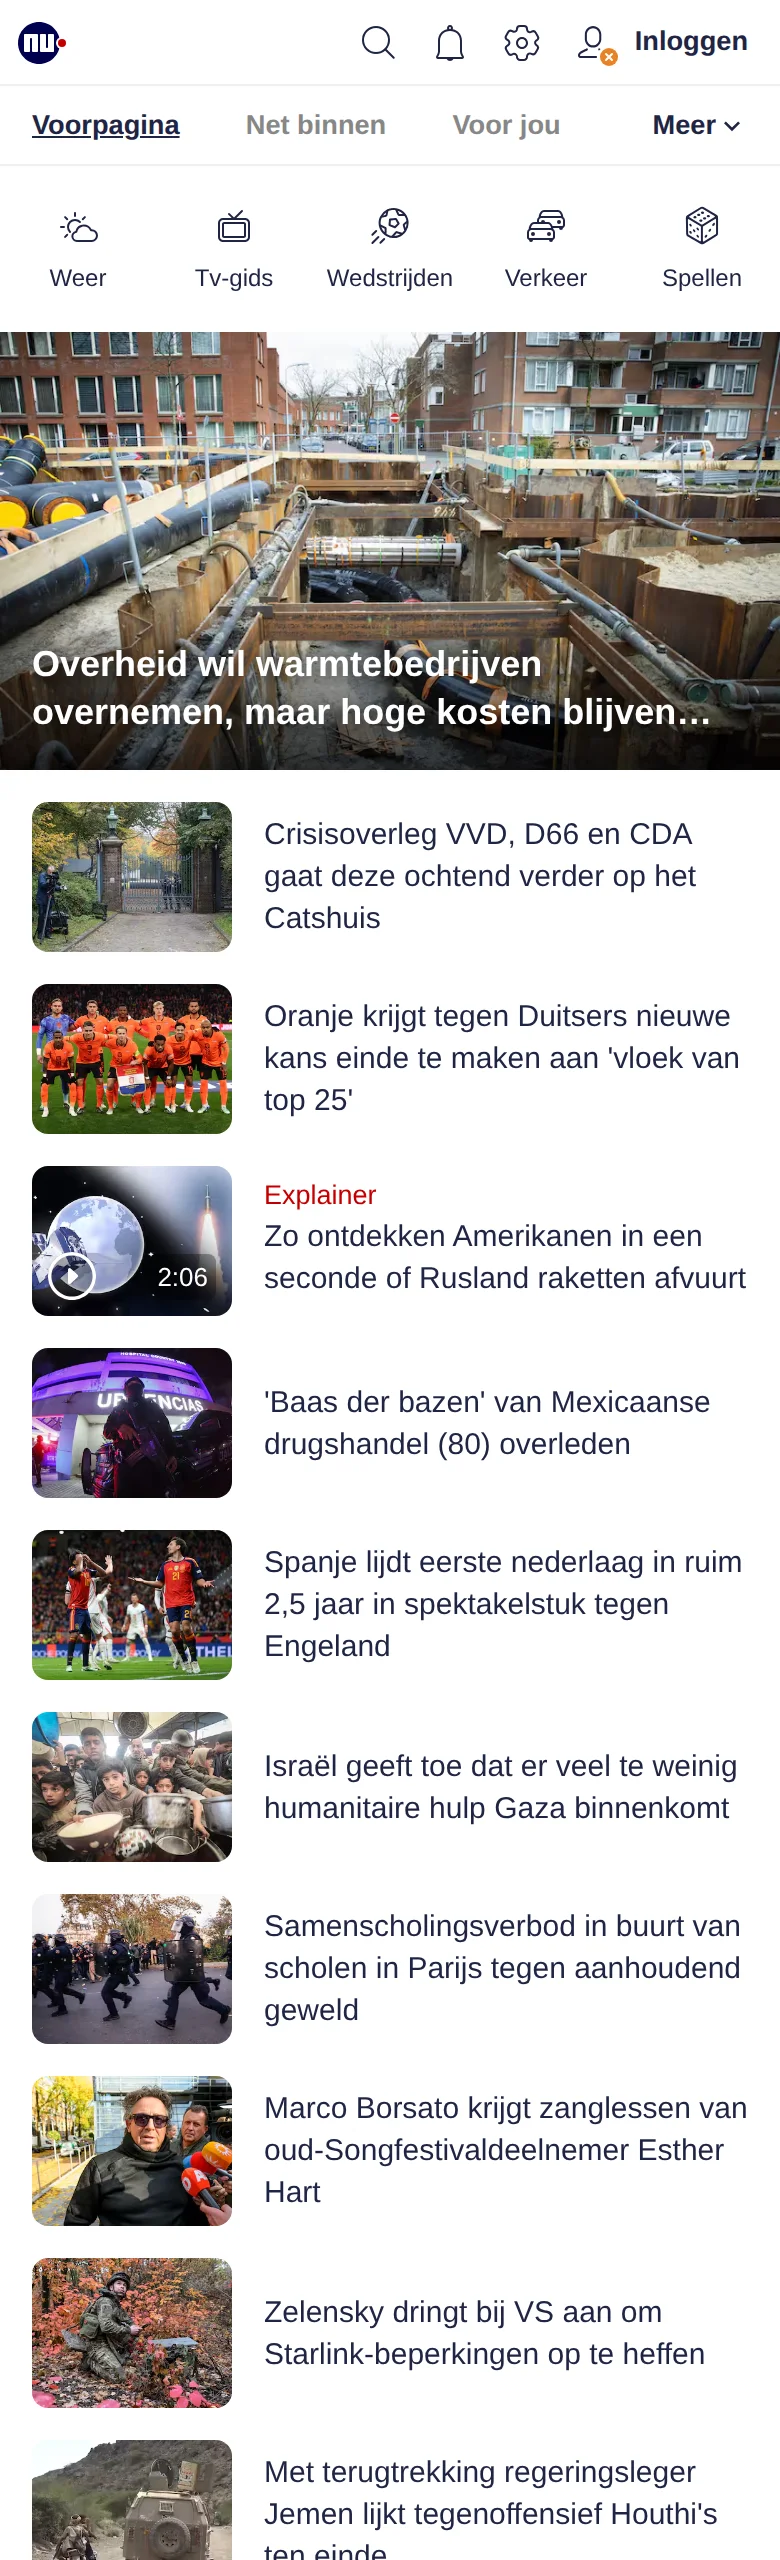 nu
Inloggen
Voorpagina
Net binnen
Voor jou
Meer
Weer
Tv-gids
Wedstrijden
Verkeer
Spellen
Overheid wil warmtebedrijven
overnemen, maar hoge kosten blijven...
Crisisoverleg VVD, D66 en CDA
gaat deze ochtend verder op het
Catshuis
Oranje krijgt tegen Duitsers nieuwe
kans einde te maken aan 'vloek van
top 25'
Explainer
Zo ontdekken Amerikanen in een
seconde of Rusland raketten afvuurt
2:06
'Baas der bazen' van Mexicaanse
drugshandel (80) overleden
Spanje lijdt eerste nederlaag in ruim
2,5 jaar in spektakelstuk tegen
Engeland
21
Israël geeft toe dat er veel te weinig
humanitaire hulp Gaza binnenkomt
Samenscholingsverbod in buurt van
scholen in Parijs tegen aanhoudend
geweld
Marco Borsato krijgt zanglessen van
oud-Songfestivaldeelnemer Esther
Hart
Zelensky dringt bij VS aan om
Starlink-beperkingen op te heffen
Met terugtrekking regeringsleger
Jemen lijkt tegenoffensief Houthi's
ten einde